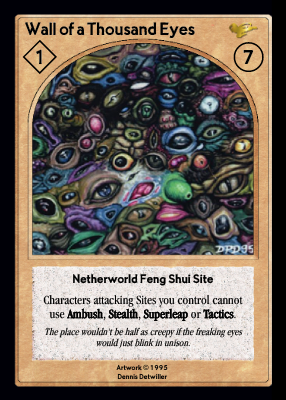 Wall of a Thousand Eyes
1
7
DRD95
Netherworld Feng Shui Site
Characters attacking Sites you control cannot
use Ambush, Stealth, Superleap or Tactics.
The place wouldn't be half as creepy if the freaking eyes
would just blink in unison.
Artwork © 1995
Dennis Detwiller